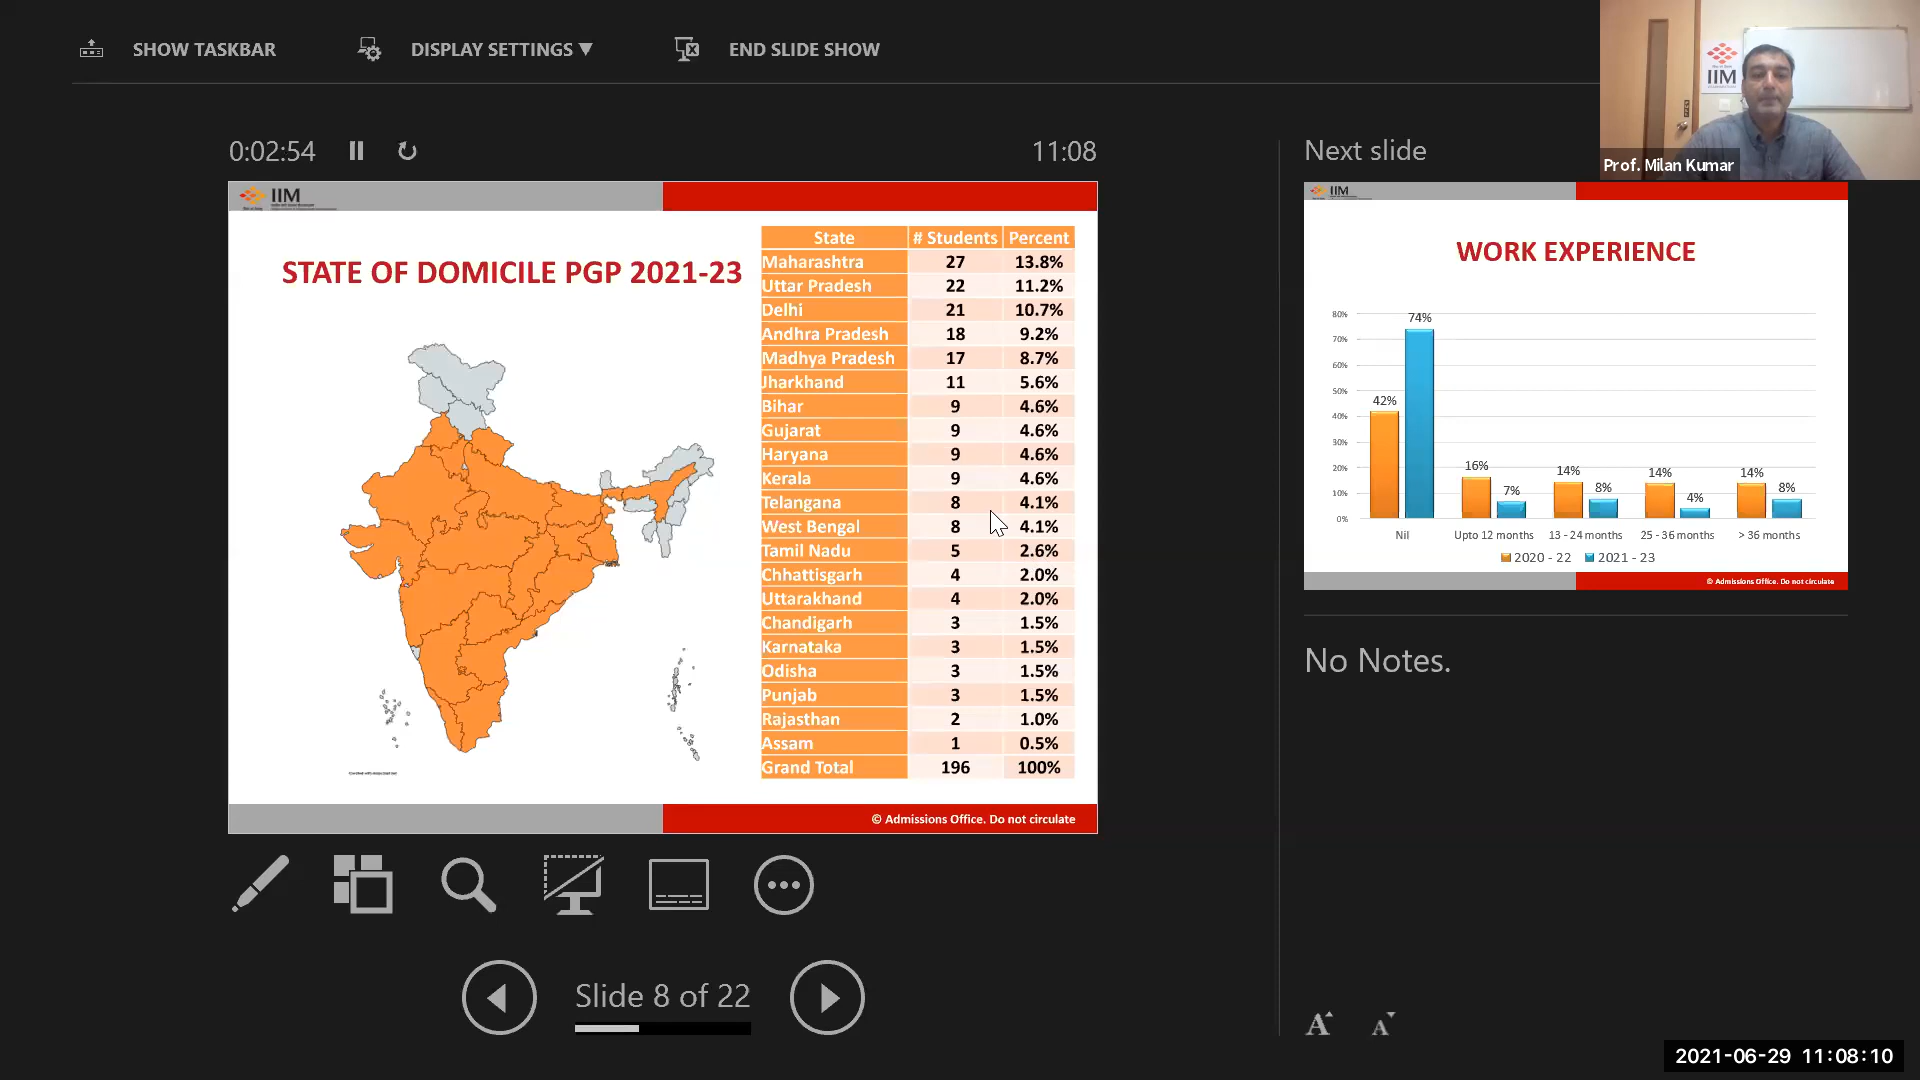 SHOW TASKBAR
DISPLAY SETTINGS ▼
END SLIDE SHOW
IIM
Prof. Milan Kumar
0:02:54
11:08
Next slide
IIM
STATE OF DOMICILE PGP 2021-23
State # Students Percent
Maharashtra 27 13.8%
Uttar Pradesh 22 11.2%
Delhi 21 10.7%
Andhra Pradesh 18 9.2%
Madhya Pradesh 17 8.7%
Jharkhand 11 5.6%
Bihar 9 4.6%
Gujarat 9 4.6%
Haryana 9 4.6%
Kerala 9 4.6%
Telangana 8 4.1%
West Bengal 8 4.1%
Tamil Nadu 5 2.6%
Chhattisgarh 4 2.0%
Uttarakhand 4 2.0%
Chandigarh 3 1.5%
Karnataka 3 1.5%
Odisha 3 1.5%
Punjab 3 1.5%
Rajasthan 2 1.0%
Assam 1 0.5%
Grand Total 196 100%
© Admissions Office. Do not circulate
IIM
WORK EXPERIENCE
80%
70%
60%
50%
40%
30%
20%
10%
0%
42% 74%
16% 7%
14% 8%
14% 4%
14% 8%
Nil Upto 12 months 13 - 24 months 25 - 36 months > 36 months
2020 - 22 2021 - 23
© Admissions Office. Do not circulate
No Notes.
Slide 8 of 22
A A
2021-06-29 11:08:10